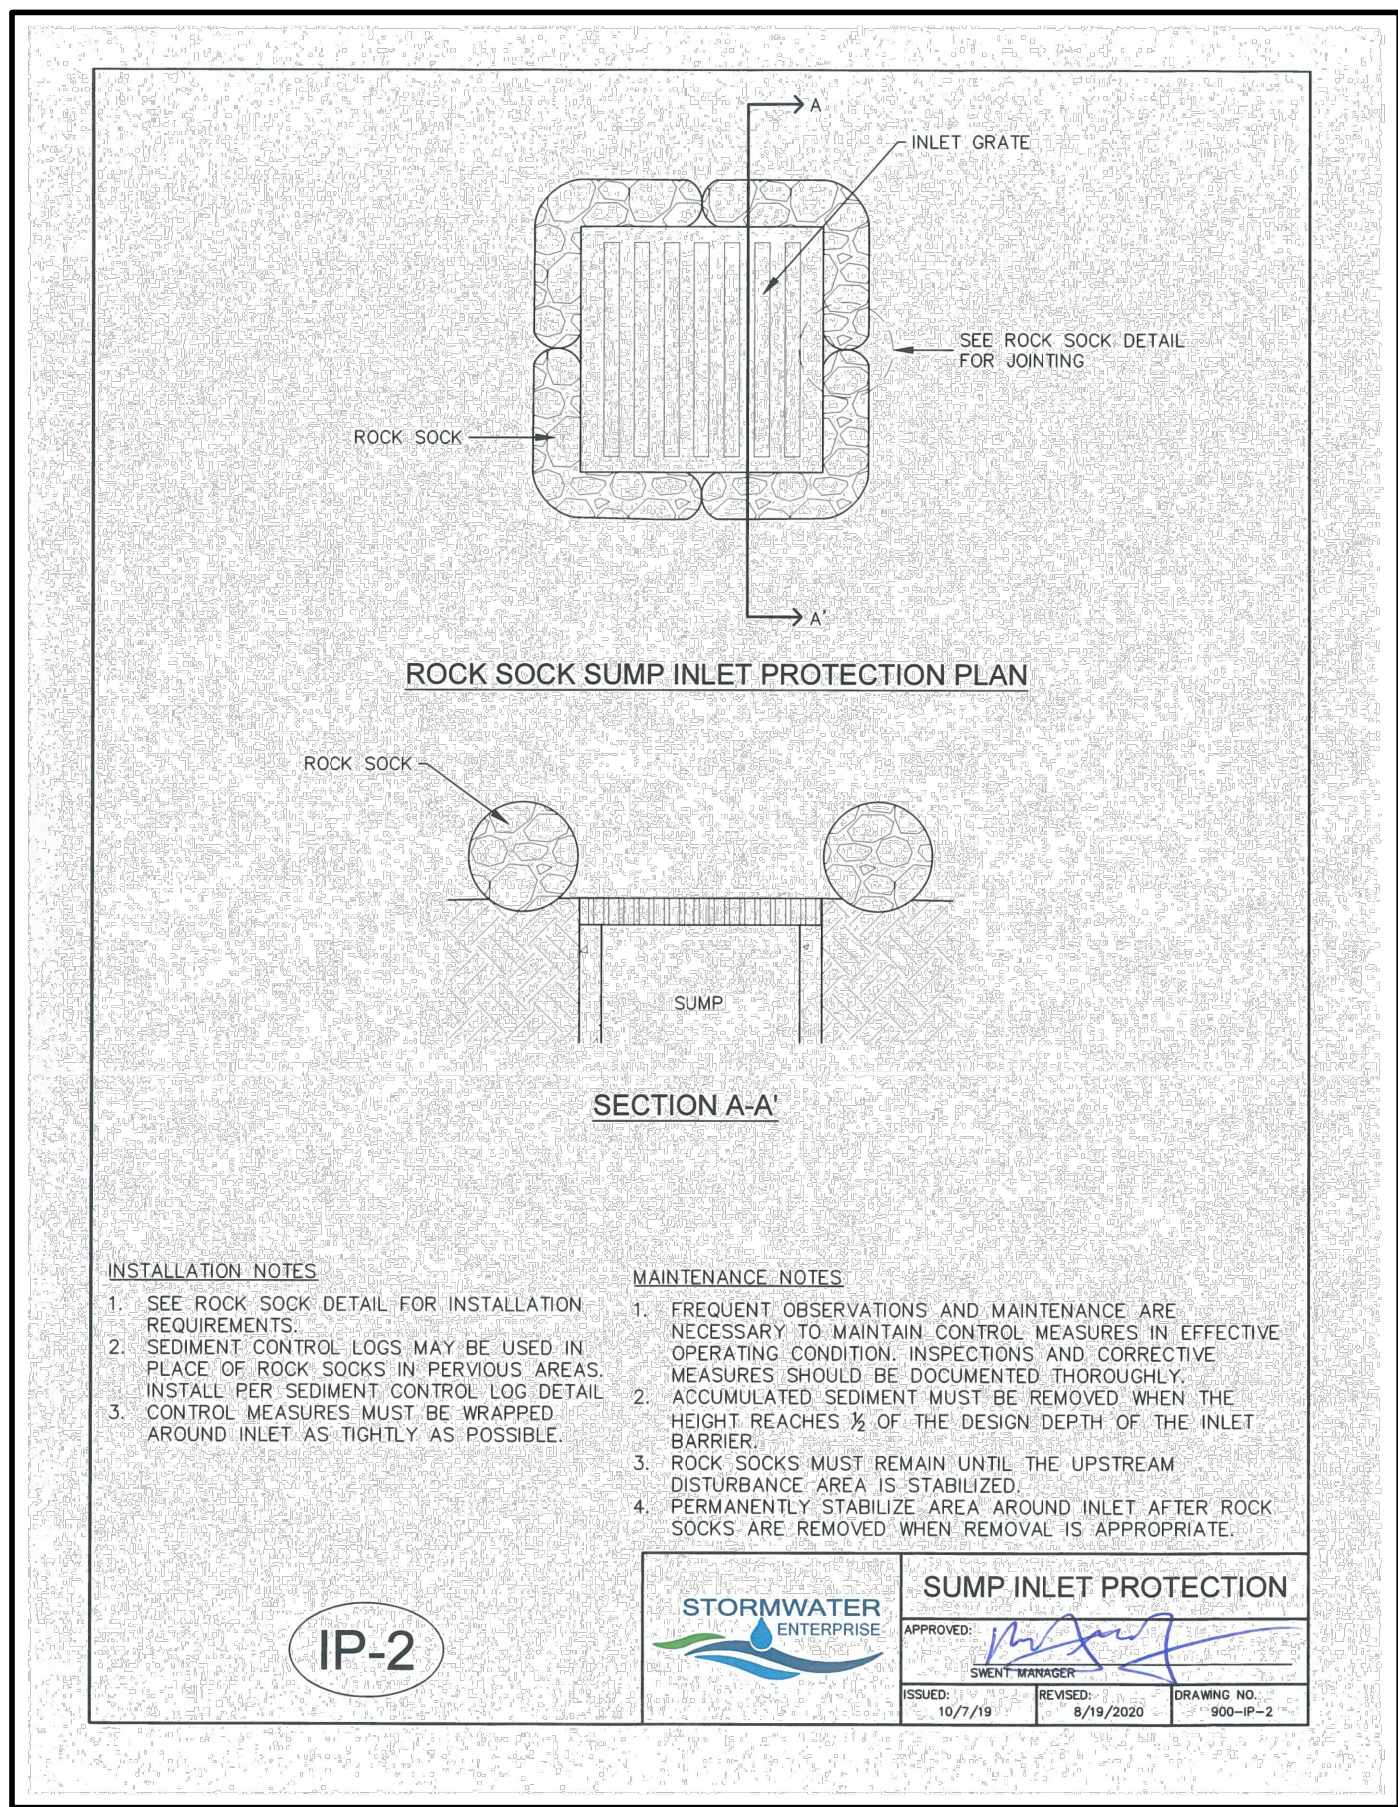 A
INLET GRATE
SEE ROCK SOCK DETAIL
FOR JOINTING
ROCK SOCK
A'
ROCK SOCK SUMP INLET PROTECTION PLAN
ROCK SOCK
SUMP
SECTION A-A'
INSTALLATION NOTES
1. SEE ROCK SOCK DETAIL FOR INSTALLATION
REQUIREMENTS.
2. SEDIMENT CONTROL LOGS MAY BE USED IN
PLACE OF ROCK SOCKS IN PERVIOUS AREAS.
INSTALL PER SEDIMENT CONTROL LOG DETAIL
3. CONTROL MEASURES MUST BE WRAPPED
AROUND INLET AS TIGHTLY AS POSSIBLE.
MAINTENANCE NOTES
1. FREQUENT OBSERVATIONS AND MAINTENANCE ARE
NECESSARY TO MAINTAIN CONTROL MEASURES IN EFFECTIVE
OPERATING CONDITION. INSPECTIONS AND CORRECTIVE
MEASURES SHOULD BE DOCUMENTED THOROUGHLY.
2. ACCUMULATED SEDIMENT MUST BE REMOVED WHEN THE
HEIGHT REACHES ½ OF THE DESIGN DEPTH OF THE INLET
BARRIER.
3. ROCK SOCKS MUST REMAIN UNTIL THE UPSTREAM
DISTURBANCE AREA IS STABILIZED.
4. PERMANENTLY STABILIZE AREA AROUND INLET AFTER ROCK
SOCKS ARE REMOVED WHEN REMOVAL IS APPROPRIATE.
IP-2
STORMWATER
ENTERPRISE
SUMP INLET PROTECTION
APPROVED:
SWENT MANAGER
ISSUED:
10/7/19
REVISED:
8/19/2020
DRAWING NO.
900-IP-2